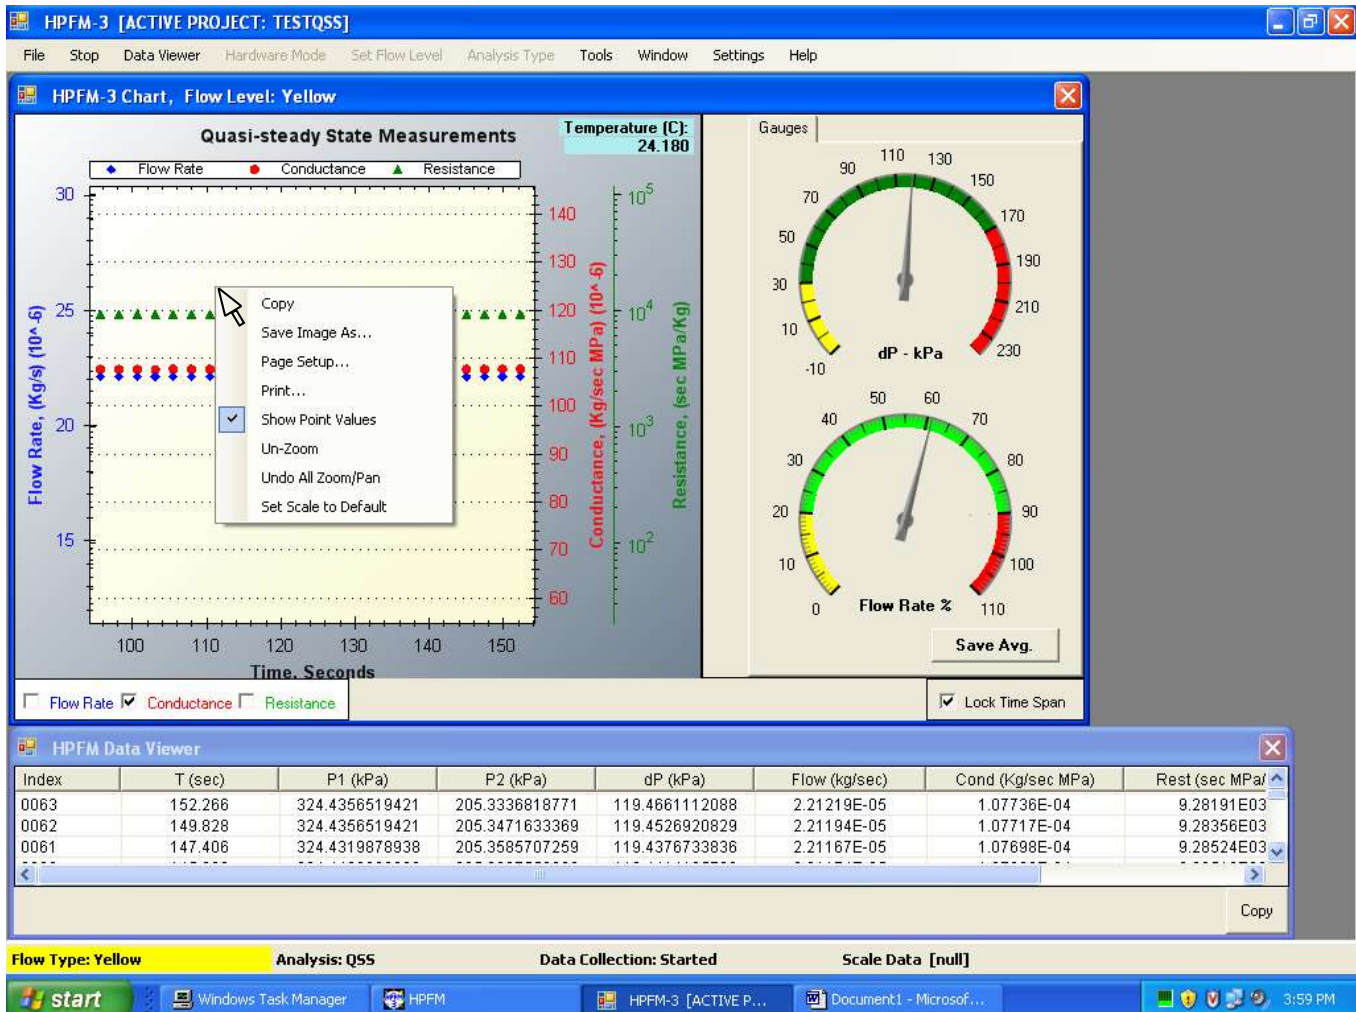 HPFM-3 [ACTIVE PROJECT: TESTQSS]
File Stop Data Viewer Hardware Mode Set Flow Level Analysis Type Tools Window Settings Help
HPFM-3 Chart, Flow Level: Yellow
Quasi-steady State Measurements
Temperature (C):
24.180
Flow Rate Conductance Resistance
30
25
20
15
Flow Rate, (Kg/s) (10^-6)
140
130
120
110
100
90
80
70
60
Conductance, (Kg/sec MPa) (10^-6)
10^5
10^4
10^3
10^2
Resistance, (sec MPa/Kg)
100 110 120 130 140 150
Time, Seconds
Copy
Save Image As...
Page Setup...
Print...
Show Point Values
Un-Zoom
Undo All Zoom/Pan
Set Scale to Default
Flow Rate Conductance Resistance
Gauges
-10 10 30 50 70 90 110 130 150 170 190 210 230
dP - kPa
0 10 20 30 40 50 60 70 80 90 100 110
Flow Rate %
Save Avg.
Lock Time Span
HPFM Data Viewer
Index T (sec) P1 (kPa) P2 (kPa) dP (kPa) Flow (kg/sec) Cond (Kg/sec MPa) Rest (sec MPa/
0063 152.266 324.4356519421 205.3336818771 119.4661112088 2.21219E-05 1.07736E-04 9.28191E03
0062 149.828 324.4356519421 205.3471633369 119.4526920829 2.21194E-05 1.07717E-04 9.28356E03
0061 147.406 324.4319878938 205.3585707259 119.4376733836 2.21167E-05 1.07698E-04 9.28524E03
Copy
Flow Type: Yellow Analysis: QSS Data Collection: Started Scale Data [null]
start Windows Task Manager HPFM HPFM-3 [ACTIVE P... Document1 - Microsof... 3:59 PM